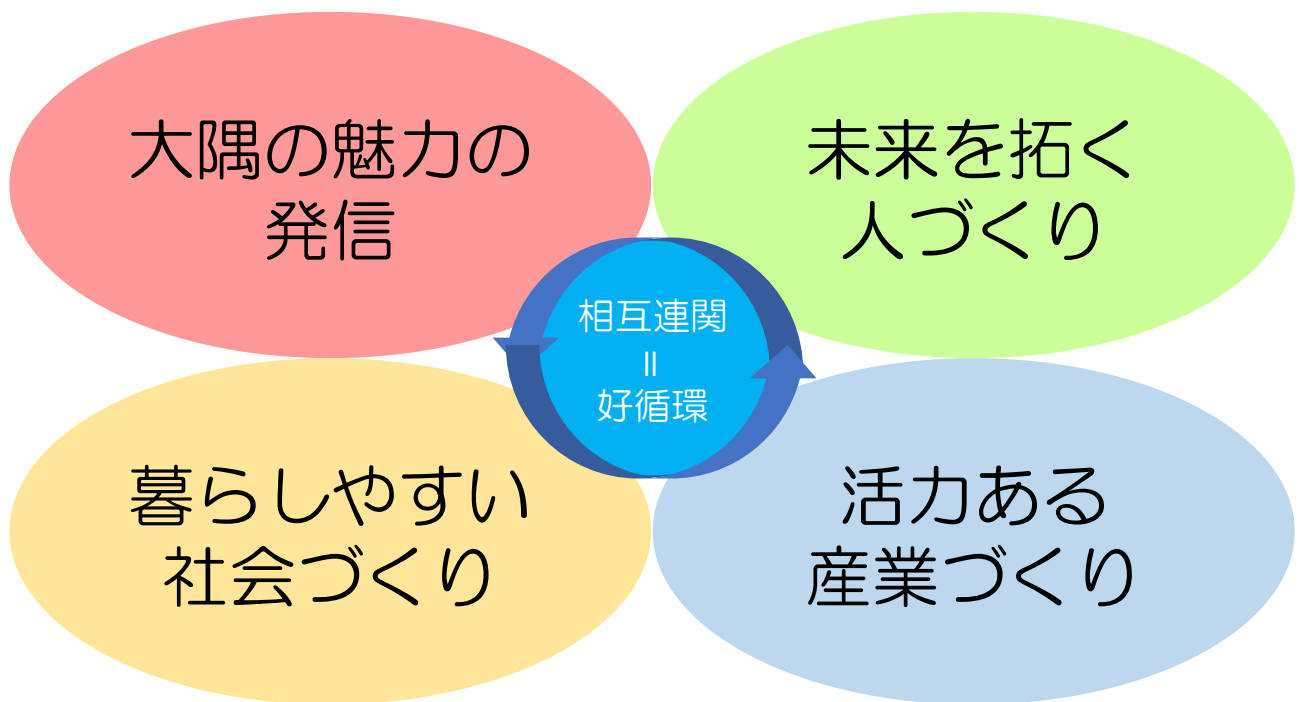 大隅の魅力の
発信
未来を拓く
人づくり
相互連関
＝
好循環
暮らしやすい
社会づくり
活力ある
産業づくり